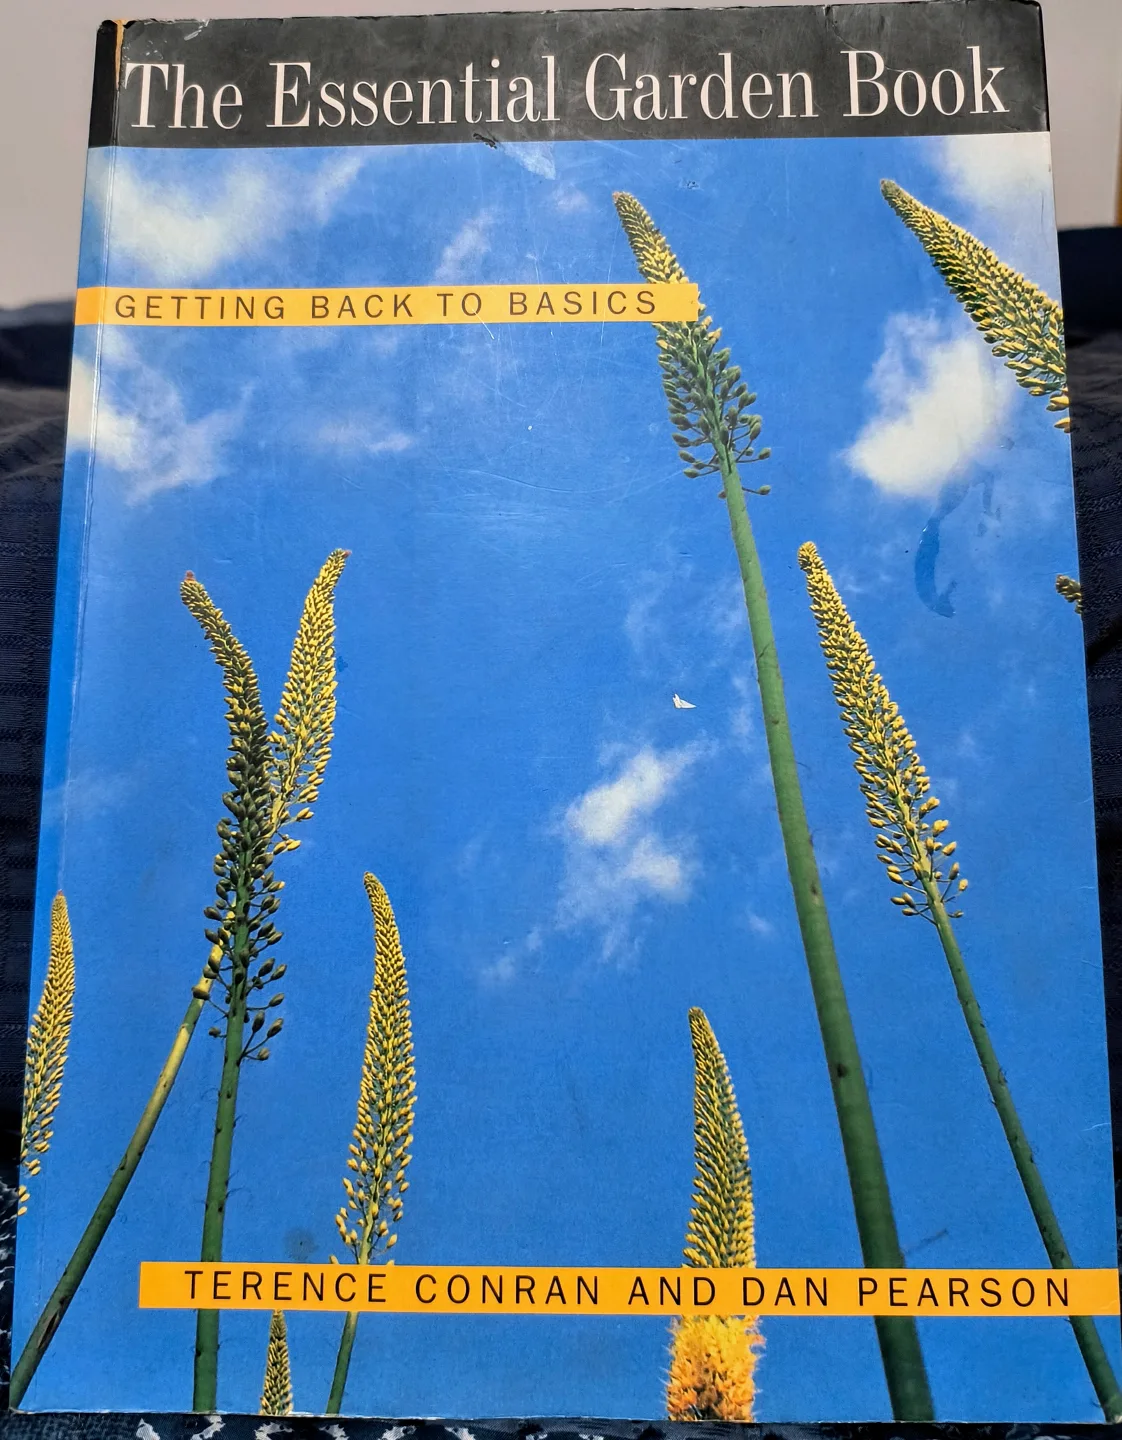 The Essential Garden Book
GETTING BACK TO BASICS
TERENCE CONRAN AND DAN PEARSON